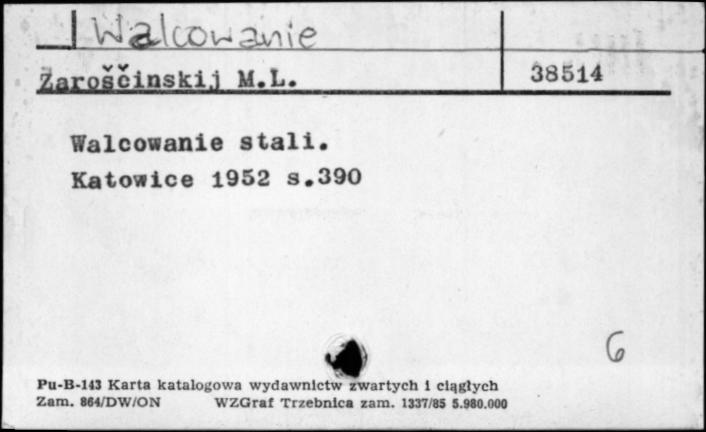 Walcowanie
Zaroščinskij M.L.
38514
Walcowanie stali.
Katowice 1952 s.390
6
Pu-B-143 Karta katalogowa wydawnictw zwartych i ciągłych
Zam. 864/DW/ON WZGraf Trzebnica zam. 1337/85 5.980.000